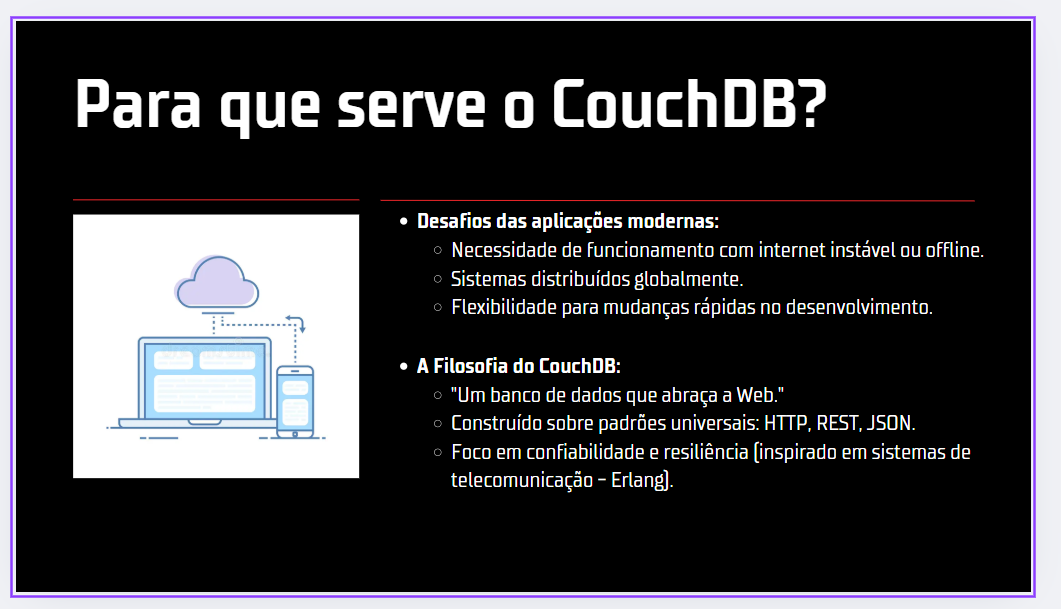 Para que serve o CouchDB?
Desafios das aplicações modernas:
Necessidade de funcionamento com internet instável ou offline.
Sistemas distribuídos globalmente.
Flexibilidade para mudanças rápidas no desenvolvimento.
A Filosofia do CouchDB:
"Um banco de dados que abraça a Web."
Construído sobre padrões universais: HTTP, REST, JSON.
Foco em confiabilidade e resiliência (inspirado em sistemas de
telecomunicação – Erlang).